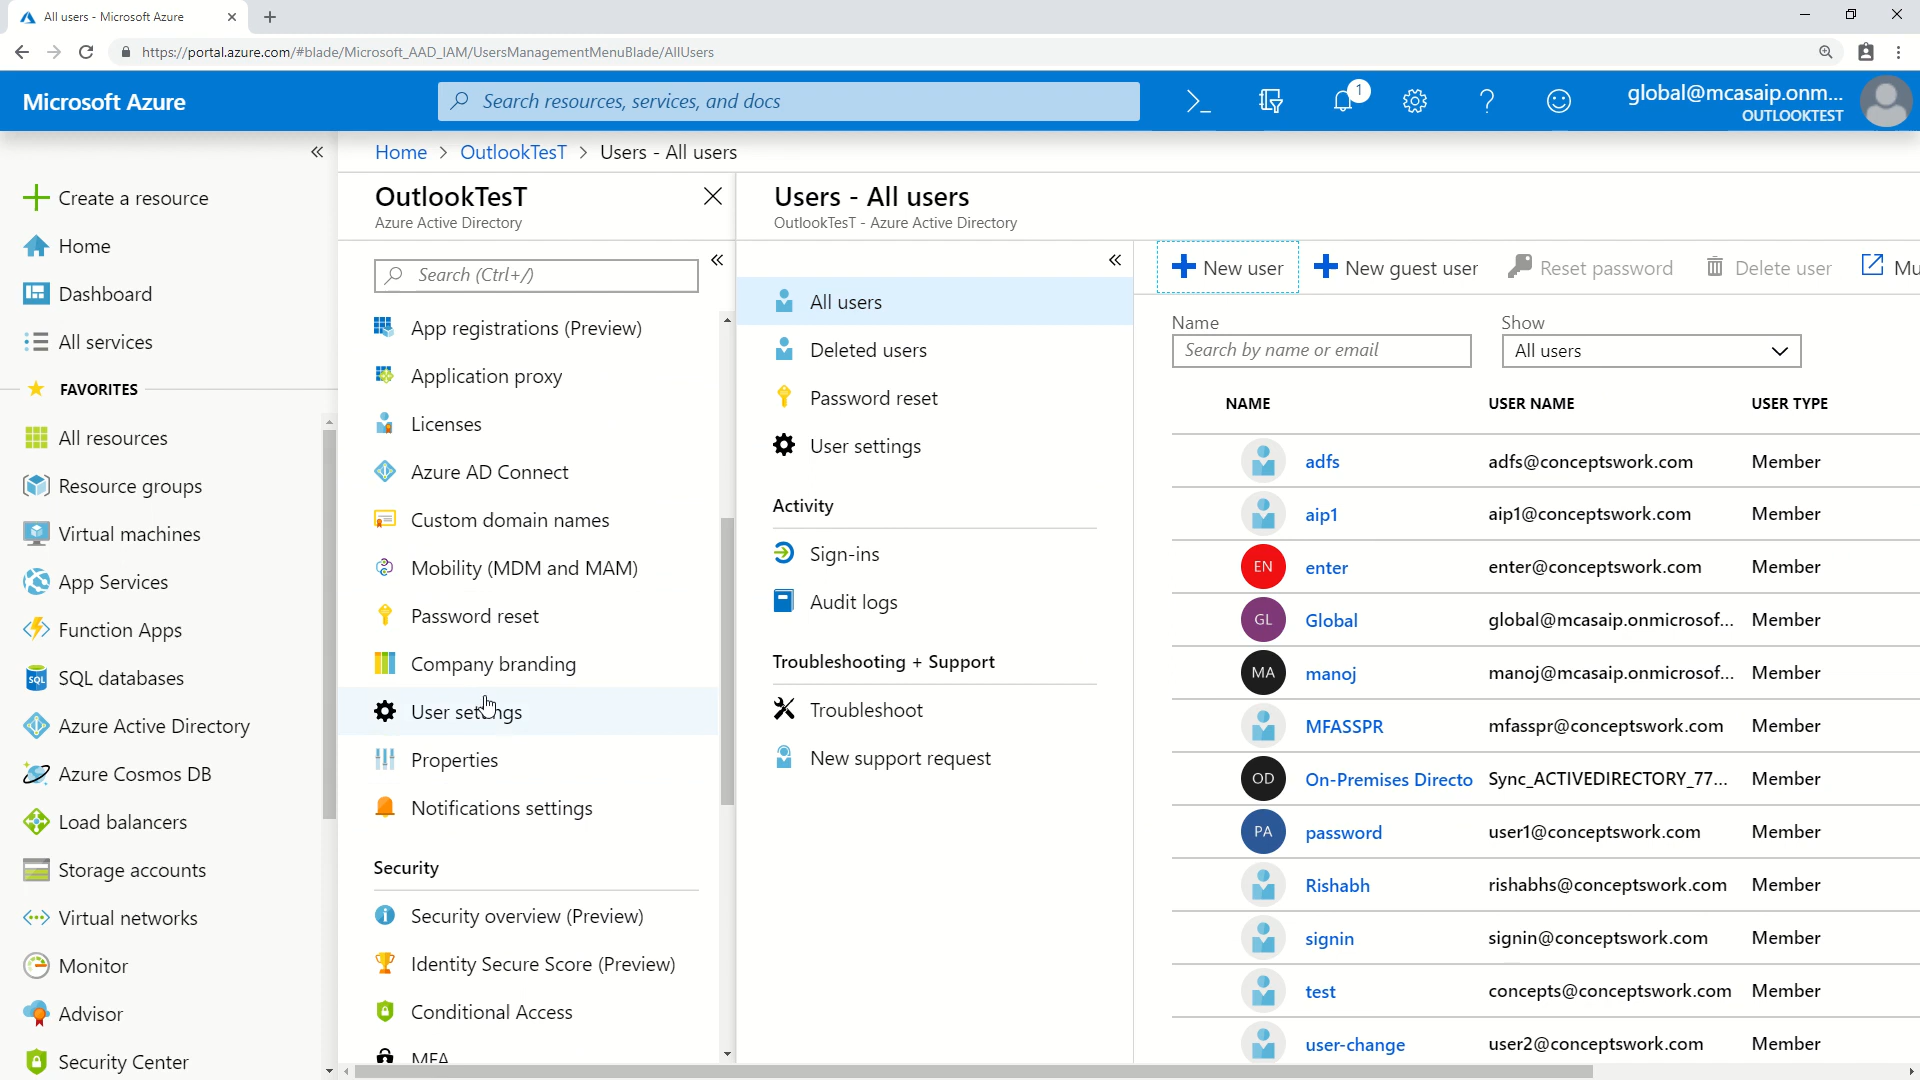 All users - Microsoft Azure
https://portal.azure.com/#blade/Microsoft_AAD_IAM/UsersManagementMenuBlade/AllUsers
Microsoft Azure
Search resources, services, and docs
1
global@mcasaip.onm...
OUTLOOKTEST
Create a resource
Home
Dashboard
All services
FAVORITES
All resources
Resource groups
Virtual machines
App Services
Function Apps
SQL databases
Azure Active Directory
Azure Cosmos DB
Load balancers
Storage accounts
Virtual networks
Monitor
Advisor
Security Center
Home > OutlookTesT > Users - All users
OutlookTesT
Azure Active Directory
Search (Ctrl+/)
App registrations (Preview)
Application proxy
Licenses
Azure AD Connect
Custom domain names
Mobility (MDM and MAM)
Password reset
Company branding
User settings
Properties
Notifications settings
Security
Security overview (Preview)
Identity Secure Score (Preview)
Conditional Access
MFA
Users - All users
OutlookTesT - Azure Active Directory
All users
Deleted users
Password reset
User settings
Activity
Sign-ins
Audit logs
Troubleshooting + Support
Troubleshoot
New support request
New user
New guest user
Reset password
Delete user
Mu
Name
Search by name or email
Show
All users
NAME USER NAME USER TYPE
adfs adfs@conceptswork.com Member
aip1 aip1@conceptswork.com Member
EN enter enter@conceptswork.com Member
GL Global global@mcasaip.onmicrosof... Member
MA manoj manoj@mcasaip.onmicrosof... Member
MFASSPR mfasspr@conceptswork.com Member
OD On-Premises Directo Sync_ACTIVEDIRECTORY_77... Member
PA password user1@conceptswork.com Member
Rishabh rishabhs@conceptswork.com Member
signin signin@conceptswork.com Member
test concepts@conceptswork.com Member
user-change user2@conceptswork.com Member